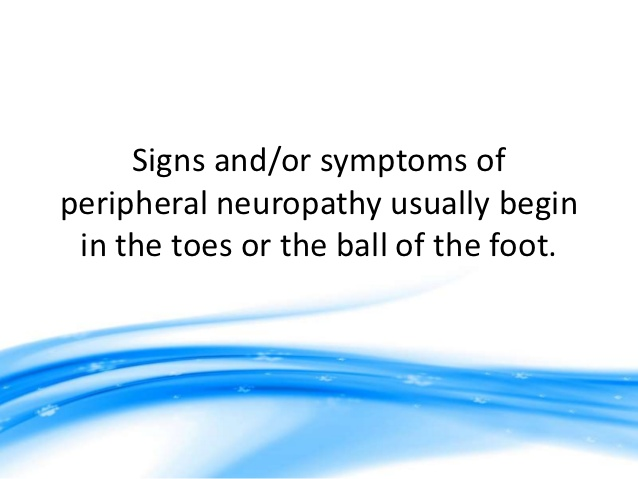 Signs and/or symptoms of
peripheral neuropathy usually begin
in the toes or the ball of the foot.